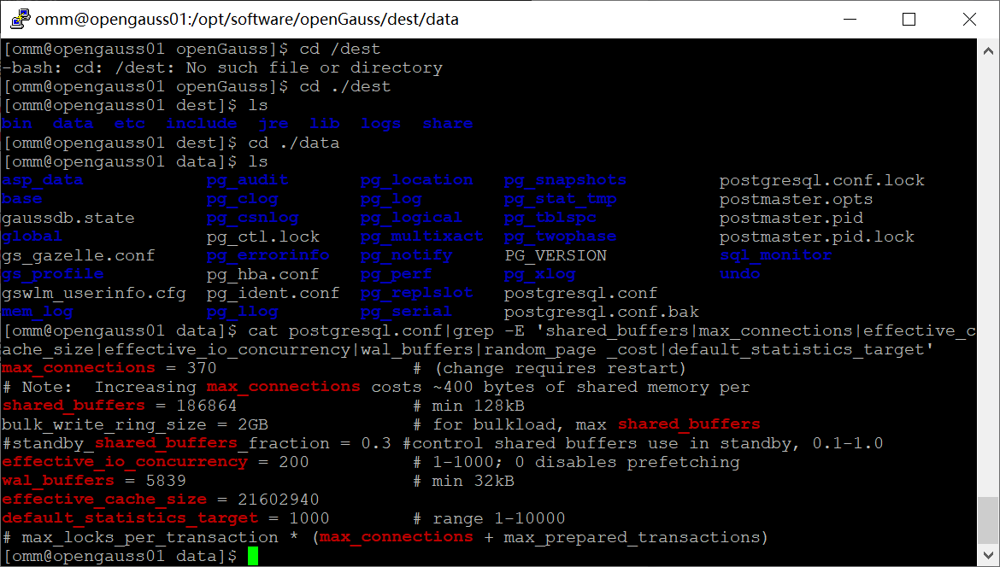 omm@opengauss01:/opt/software/openGauss/dest/data
[omm@opengauss01 openGauss]$ cd /dest
-bash: cd: /dest: No such file or directory
[omm@opengauss01 openGauss]$ cd ./dest
[omm@opengauss01 dest]$ ls
bin  data  etc  include  jre  lib  logs  share
[omm@opengauss01 dest]$ cd ./data
[omm@opengauss01 data]$ ls
asp_data            pg_audit       pg_location   pg_snapshots         postgresql.conf.lock
base                pg_clog        pg_log        pg_stat_tmp          postmaster.opts
gaussdb.state       pg_csnlog      pg_logical    pg_tblspc            postmaster.pid
global              pg_ctl.lock    pg_multixact  pg_twophase          postmaster.pid.lock
gs_gazelle.conf     pg_errorinfo   pg_notify     PG_VERSION           sql_monitor
gs_profile          pg_hba.conf    pg_perf       pg_xlog              undo
gswlm_userinfo.cfg  pg_ident.conf  pg_replslot   postgresql.conf
mem_log             pg_llog        pg_serial     postgresql.conf.bak
[omm@opengauss01 data]$ cat postgresql.conf|grep -E 'shared_buffers|max_connections|effective_c
ache_size|effective_io_concurrency|wal_buffers|random_page _cost|default_statistics_target'
max_connections = 370                   # (change requires restart)
# Note:  Increasing max_connections costs ~400 bytes of shared memory per
shared_buffers = 186864                 # min 128kB
bulk_write_ring_size = 2GB              # for bulkload, max shared_buffers
#standby_shared_buffers_fraction = 0.3 #control shared buffers use in standby, 0.1-1.0
effective_io_concurrency = 200          # 1-1000; 0 disables prefetching
wal_buffers = 5839                      # min 32kB
effective_cache_size = 21602940
default_statistics_target = 1000        # range 1-10000
# max_locks_per_transaction * (max_connections + max_prepared_transactions)
[omm@opengauss01 data]$